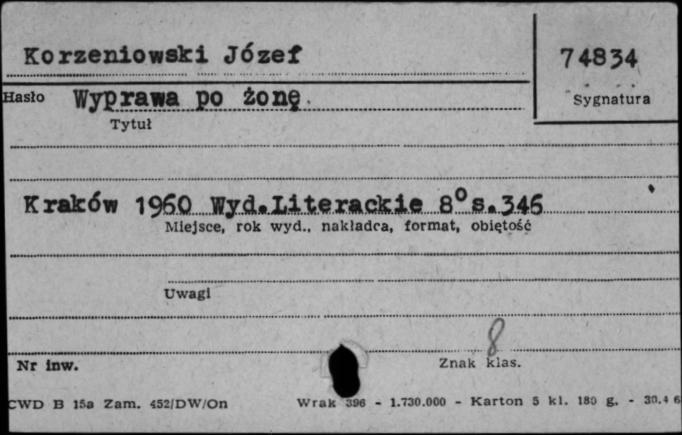 Korzeniowski Józef
74834
Hasło Wyprawa po żonę.
Sygnatura
Tytuł
Kraków 1960 Wyd.Literackie 8° s.346
Miejsce, rok wyd., nakładca, format, objętość
Uwagi
8
Nr inw.
Znak klas.
CWD B 15a Zam. 452/DW/On Wrak 396 - 1.730.000 - Karton 5 kl. 180 g. - 30.4 6